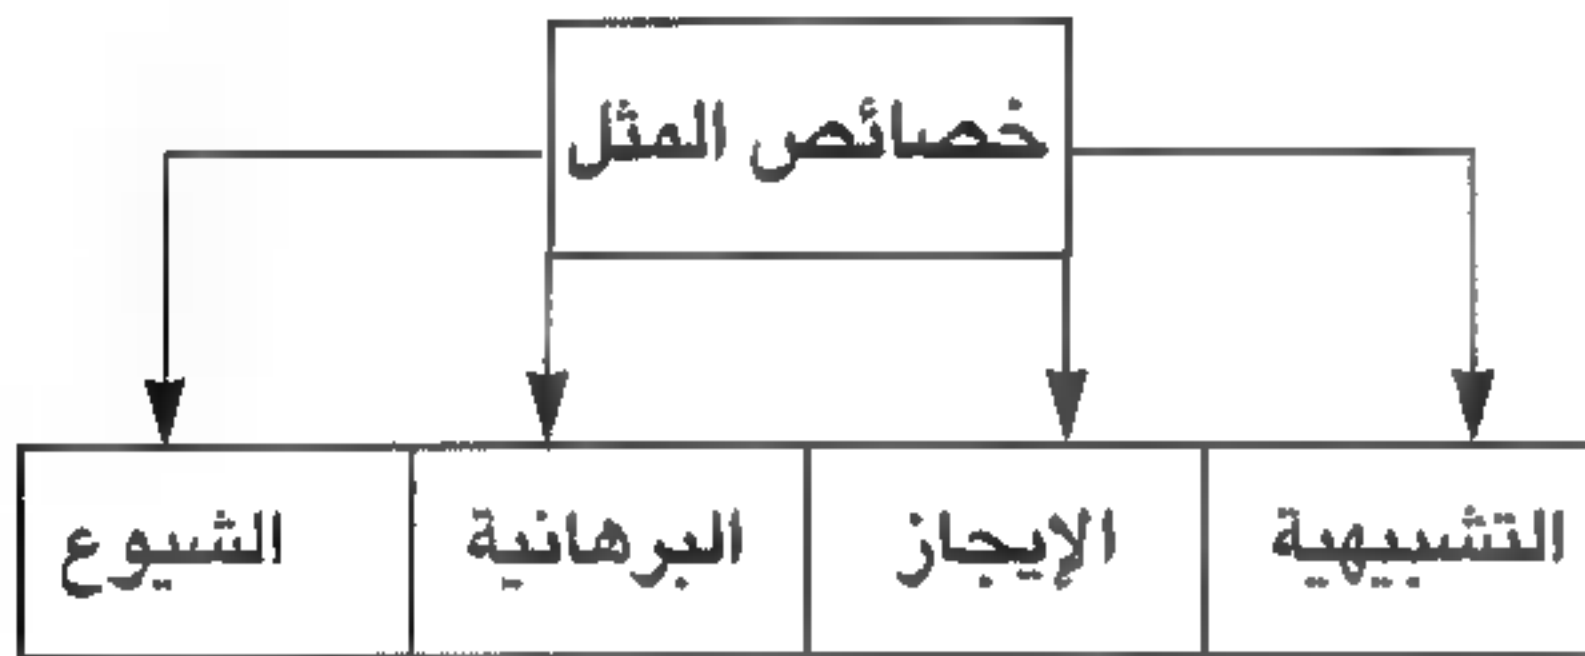 خصائص المثل
التشبيهية
الإيجاز
البرهانية
الشيوع